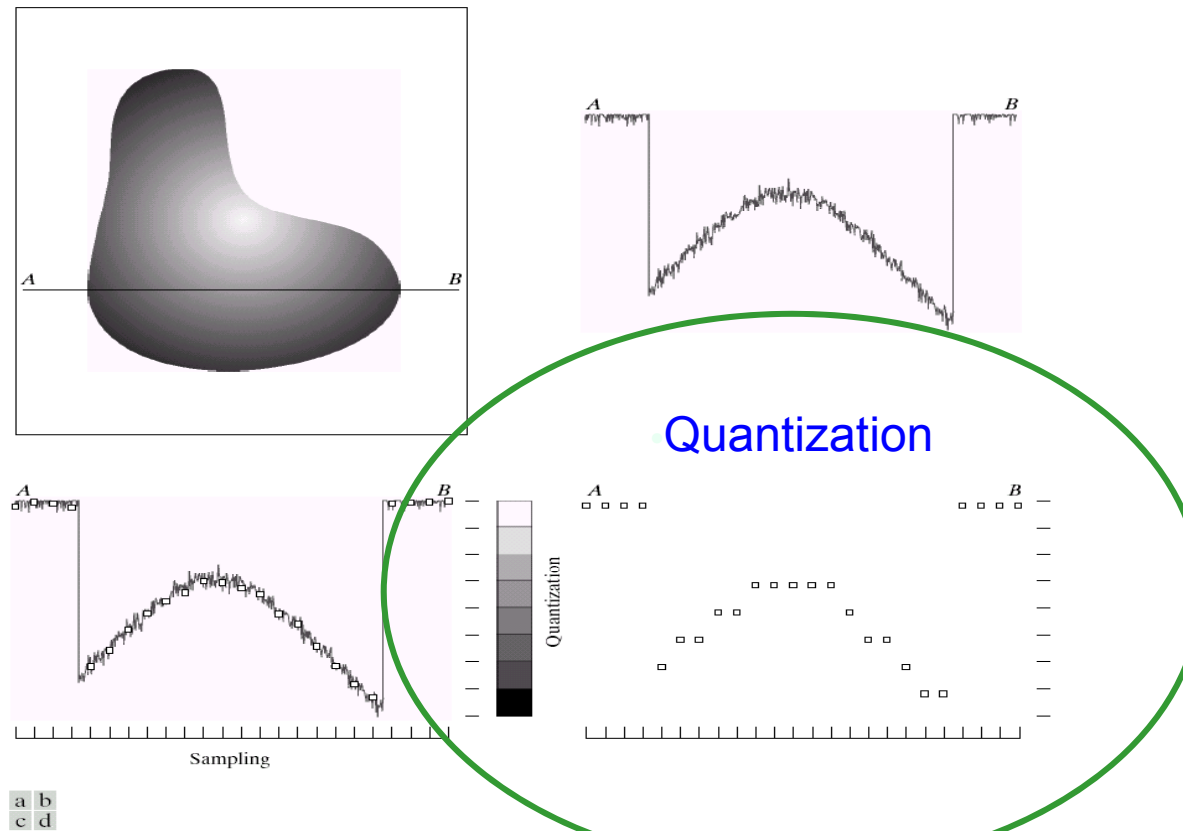 A B
A B
•Quantization
A B
Quantization
A B
Sampling
a b
c d